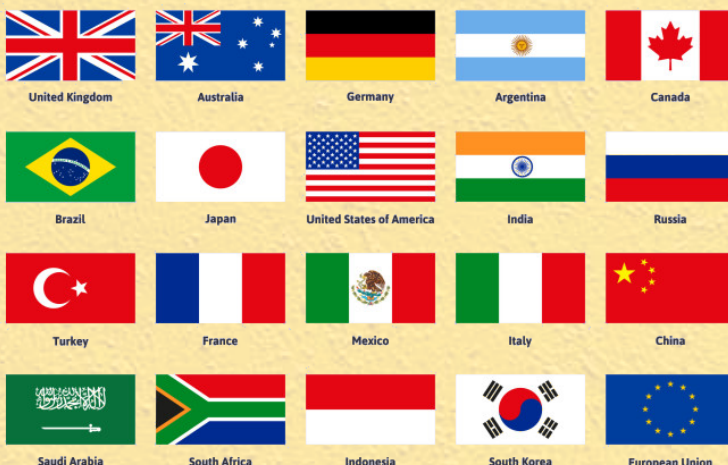 United Kingdom
Australia
Germany
Argentina
Canada
Brazil
Japan
United States of America
India
Russia
Turkey
France
Mexico
Italy
China
Saudi Arabia
South Africa
Indonesia
South Korea
European Union